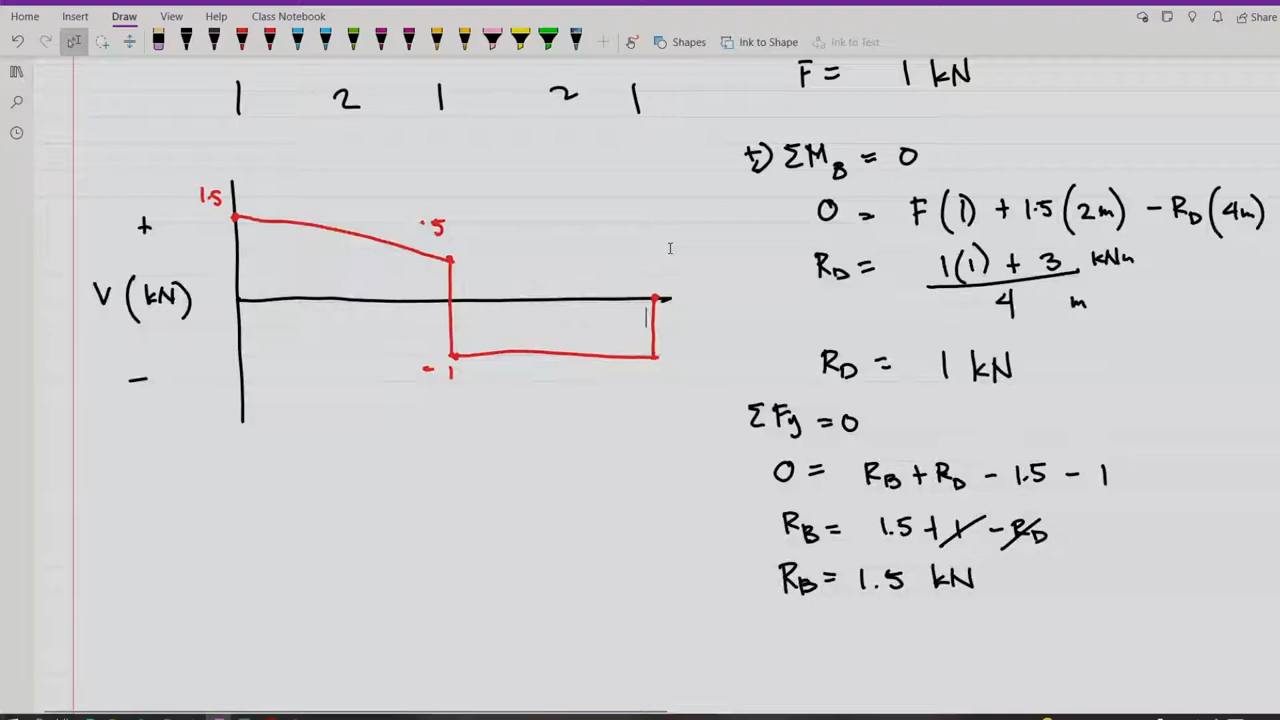 Home Insert Draw View Help Class Notebook
Share
Shapes Ink to Shape Ink to Text
1 2 1 2 1
1.5
.5
+
V (kN)
-
- 1
F = 1 kN
+) ΣM_B = 0
0 = F(1) + 1.5(2m) - R_D(4m)
R_D = 1(1) + 3 kNm
4 m
R_D = 1 kN
ΣFy = 0
0 = R_B + R_D - 1.5 - 1
R_B = 1.5 + 1 - R_D
R_B = 1.5 kN